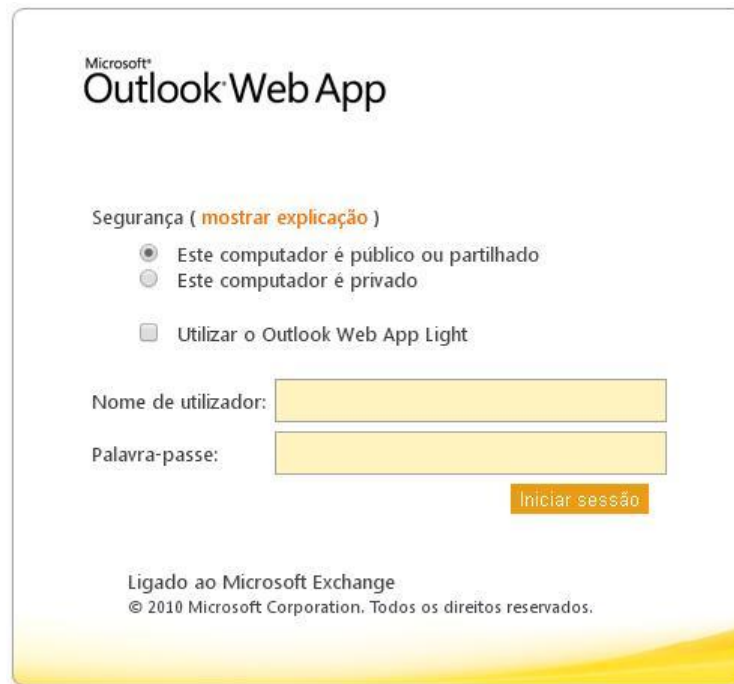 Microsoft®
Outlook® Web App
Segurança ( mostrar explicação )
Este computador é público ou partilhado
Este computador é privado
Utilizar o Outlook Web App Light
Nome de utilizador:
Palavra-passe:
Iniciar sessão
Ligado ao Microsoft Exchange
© 2010 Microsoft Corporation. Todos os direitos reservados.